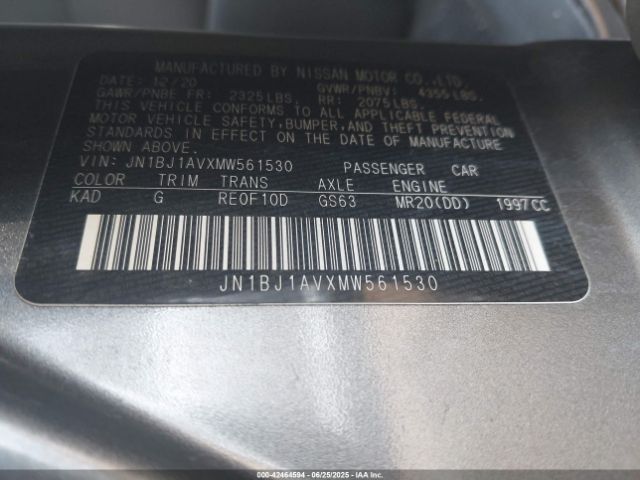 MANUFACTURED BY NISSAN MOTOR CO.,LTD.
DATE: 12/20 GVWR/PNBV: 4355LBS.
GAWR/PNBE FR: 2325LBS. RR: 2075LBS.
THIS VEHICLE CONFORMS TO ALL APPLICABLE FEDERAL
MOTOR VEHICLE SAFETY, BUMPER, AND THEFT PREVENTION
STANDARDS IN EFFECT ON THE DATE OF MANUFACTURE
SHOWN ABOVE.
VIN: JN1BJ1AVXMW561530 PASSENGER CAR
COLOR TRIM TRANS AXLE ENGINE
KAD G RE0F10D GS63 MR20(DD) 1997CC
JN1BJ1AVXMW561530
000-42464594 06/25/2025 - IAAI.COM